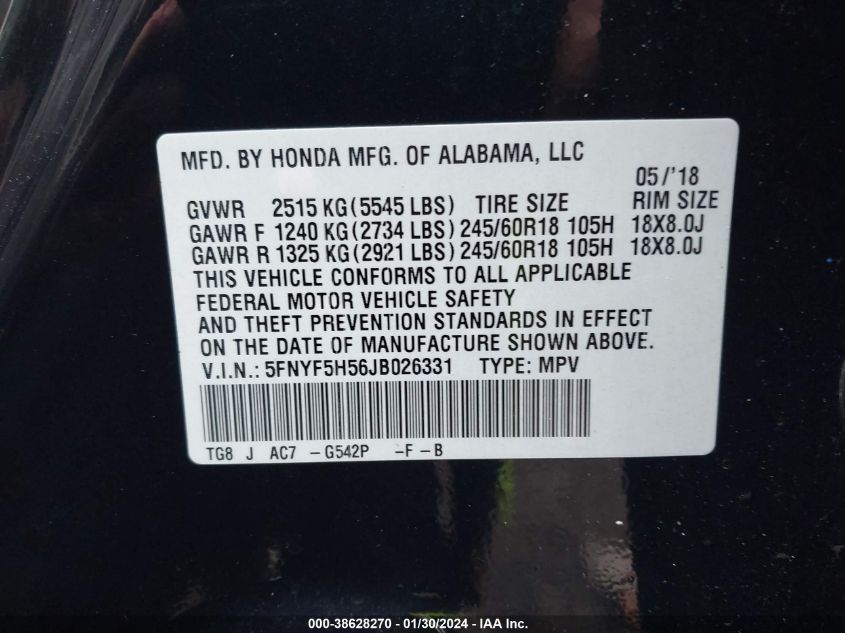 MFD. BY HONDA MFG. OF ALABAMA, LLC
05/'18
GVWR 2515 KG(5545 LBS) TIRE SIZE RIM SIZE
GAWR F 1240 KG(2734 LBS) 245/60R18 105H 18X8.0J
GAWR R 1325 KG(2921 LBS) 245/60R18 105H 18X8.0J
THIS VEHICLE CONFORMS TO ALL APPLICABLE
FEDERAL MOTOR VEHICLE SAFETY
AND THEFT PREVENTION STANDARDS IN EFFECT
ON THE DATE OF MANUFACTURE SHOWN ABOVE.
V.I.N.: 5FNYF5H56JB026331 TYPE: MPV
TG8 J AC7 -G542P -F -B
000-38628270 - 01/30/2024 - IAA Inc.